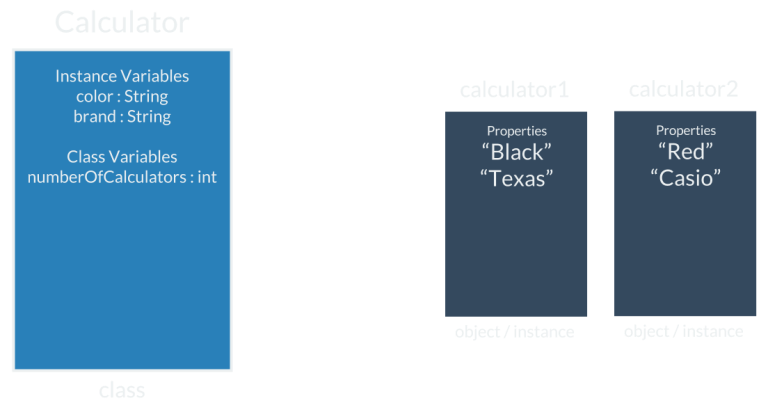 Calculator
Instance Variables
color : String
brand : String
Class Variables
numberOfCalculators : int
class
calculator1
Properties
“Black”
“Texas”
object / instance
calculator2
Properties
“Red”
“Casio”
object / instance